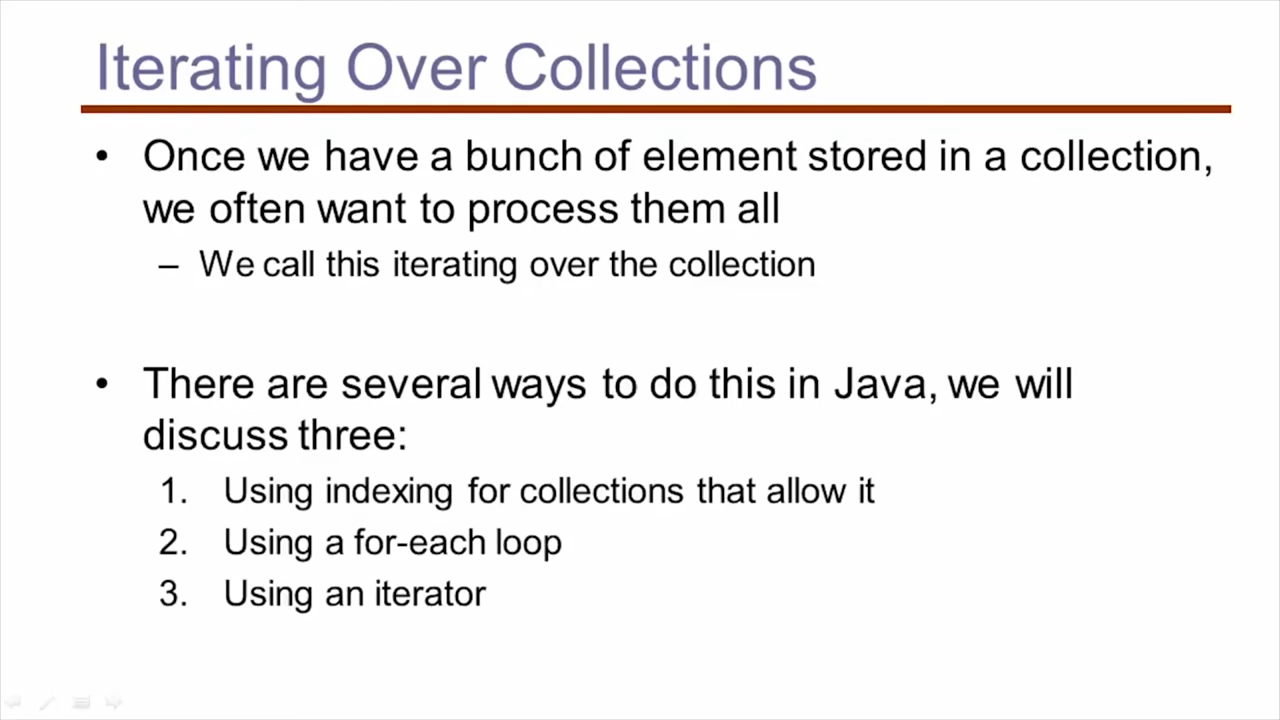 Iterating Over Collections
• Once we have a bunch of element stored in a collection,
we often want to process them all
– We call this iterating over the collection
• There are several ways to do this in Java, we will
discuss three:
1. Using indexing for collections that allow it
2. Using a for-each loop
3. Using an iterator